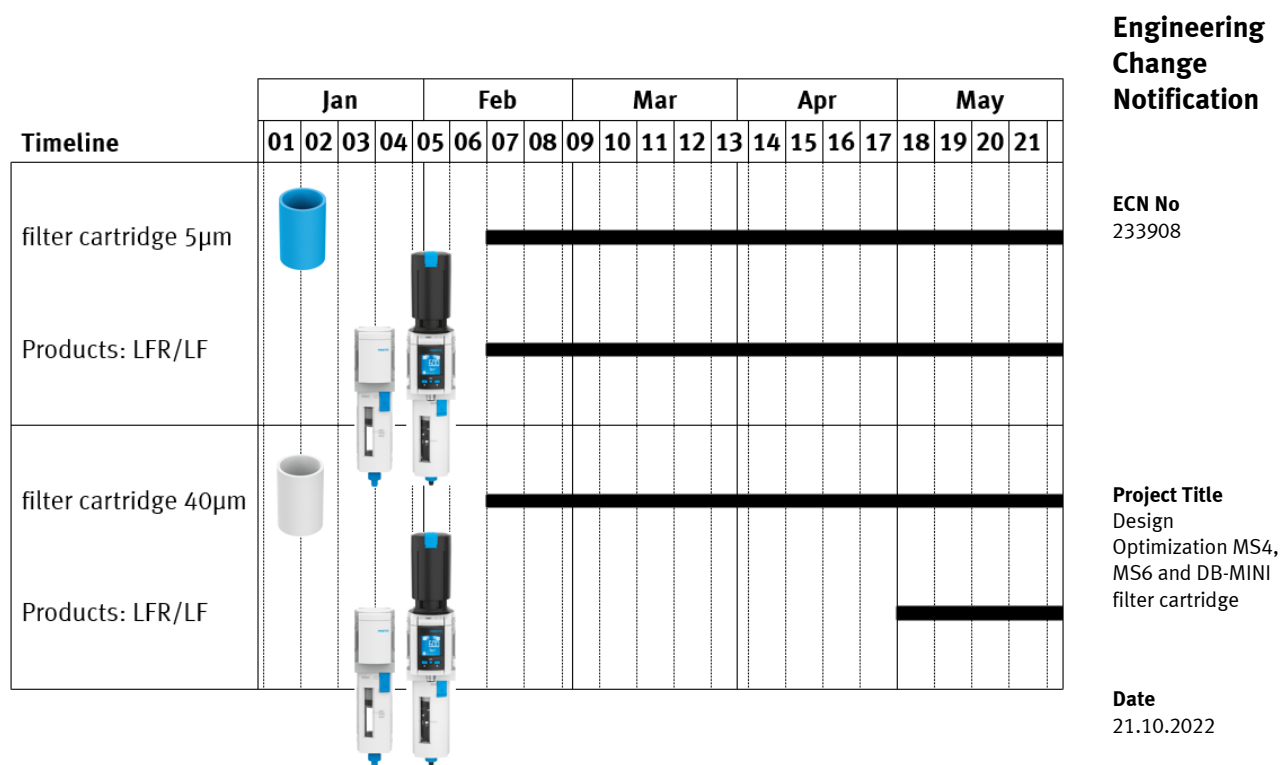 Engineering
Change
Notification
Jan Feb Mar Apr May
Timeline 01 02 03 04 05 06 07 08 09 10 11 12 13 14 15 16 17 18 19 20 21
filter cartridge 5µm
ECN No
233908
Products: LFR/LF
filter cartridge 40µm
Project Title
Design
Optimization MS4,
MS6 and DB-MINI
filter cartridge
Products: LFR/LF
Date
21.10.2022